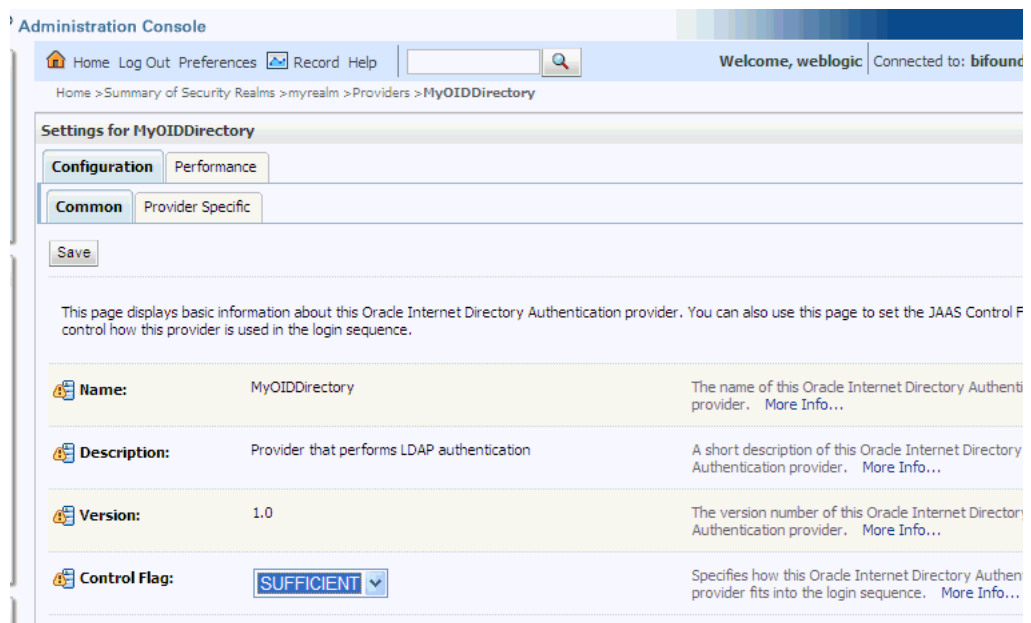 Administration Console
Home Log Out Preferences Record Help
Welcome, weblogic Connected to: bifound
Home >Summary of Security Realms >myrealm >Providers >MyOIDDirectory
Settings for MyOIDDirectory
Configuration Performance
Common Provider Specific
Save
This page displays basic information about this Oracle Internet Directory Authentication provider. You can also use this page to set the JAAS Control F
control how this provider is used in the login sequence.
Name: MyOIDDirectory The name of this Oracle Internet Directory Authenti
provider. More Info...
Description: Provider that performs LDAP authentication A short description of this Oracle Internet Directory
Authentication provider. More Info...
Version: 1.0 The version number of this Oracle Internet Directory
Authentication provider. More Info...
Control Flag: SUFFICIENT Specifies how this Oracle Internet Directory Authen
provider fits into the login sequence. More Info...